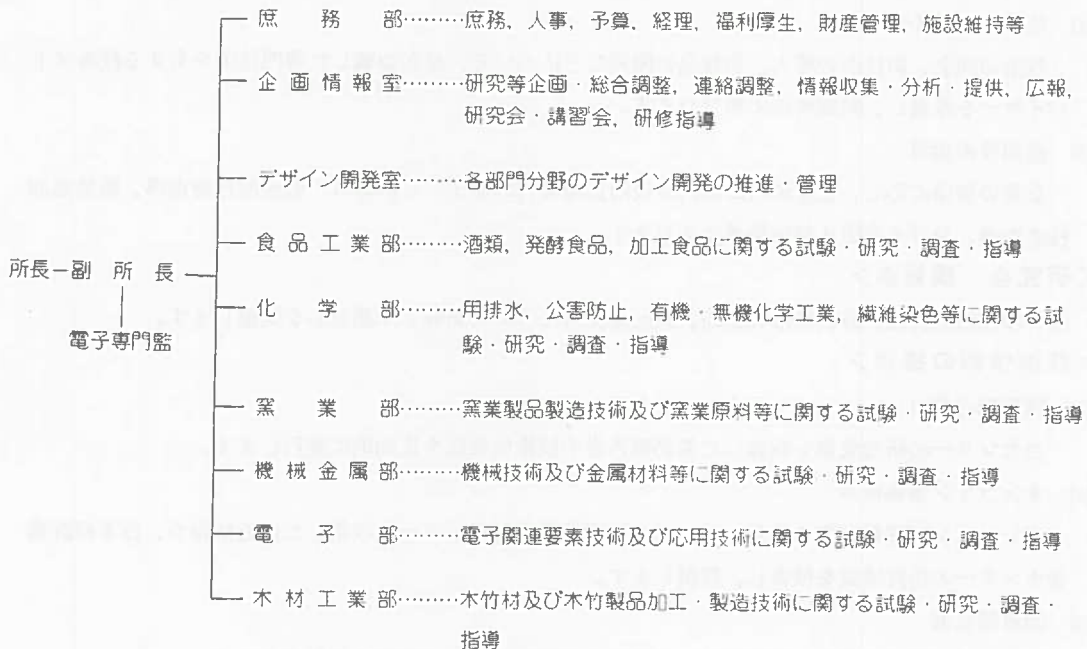 庶務部………庶務，人事，予算，経理，福利厚生，財産管理，施設維持等
企画情報室………研究等企画・総合調整，連絡調整，情報収集・分析・提供，広報，
研究会・講習会，研修指導
デザイン開発室………各部門分野のデザイン開発の推進・管理
食品工業部………酒類，発酵食品，加工食品に関する試験・研究・調査・指導
所長－副所長
化学部………用排水，公害防止，有機・無機化学工業，繊維染色等に関する試
電子専門監
験・研究・調査・指導
窯業部………窯業製品製造技術及び窯業原料等に関する試験・研究・調査・指導
機械金属部………機械技術及び金属材料等に関する試験・研究・調査・指導
電子部………電子関連要素技術及び応用技術に関する試験・研究・調査・指導
木材工業部………木竹材及び木竹製品加工・製造技術に関する試験・研究・調査・
指導